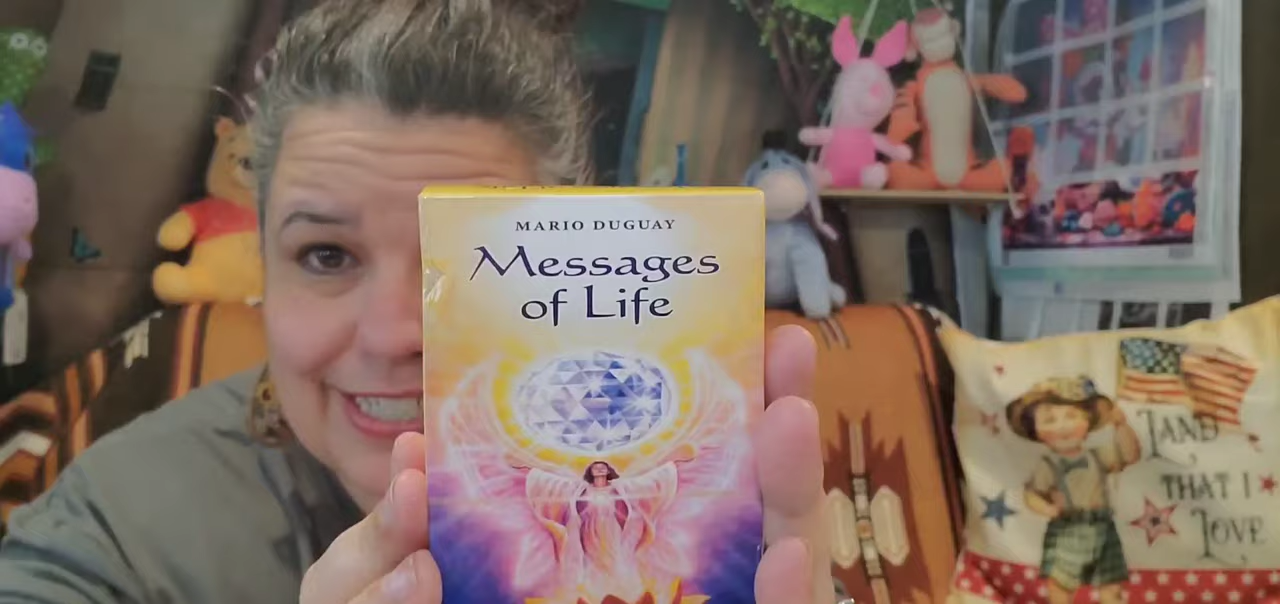 MARIO DUGUAY
Messages
of Life
LAND
THAT I
LOVE